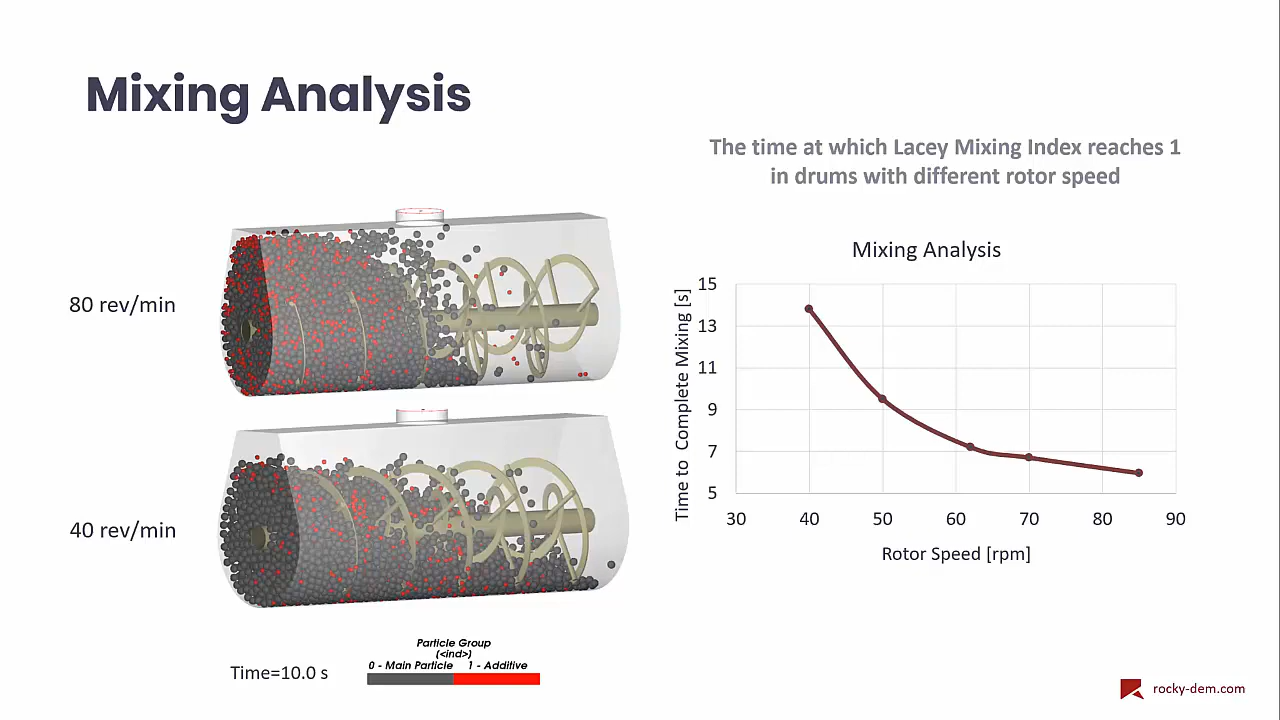 Mixing Analysis
The time at which Lacey Mixing Index reaches 1
in drums with different rotor speed
80 rev/min
40 rev/min
Mixing Analysis
Time to Complete Mixing [s]
15
13
11
9
7
5
30 40 50 60 70 80 90
Rotor Speed [rpm]
Time=10.0 s
Particle Group
(<ind>)
0 - Main Particle 1 - Additive
rocky-dem.com